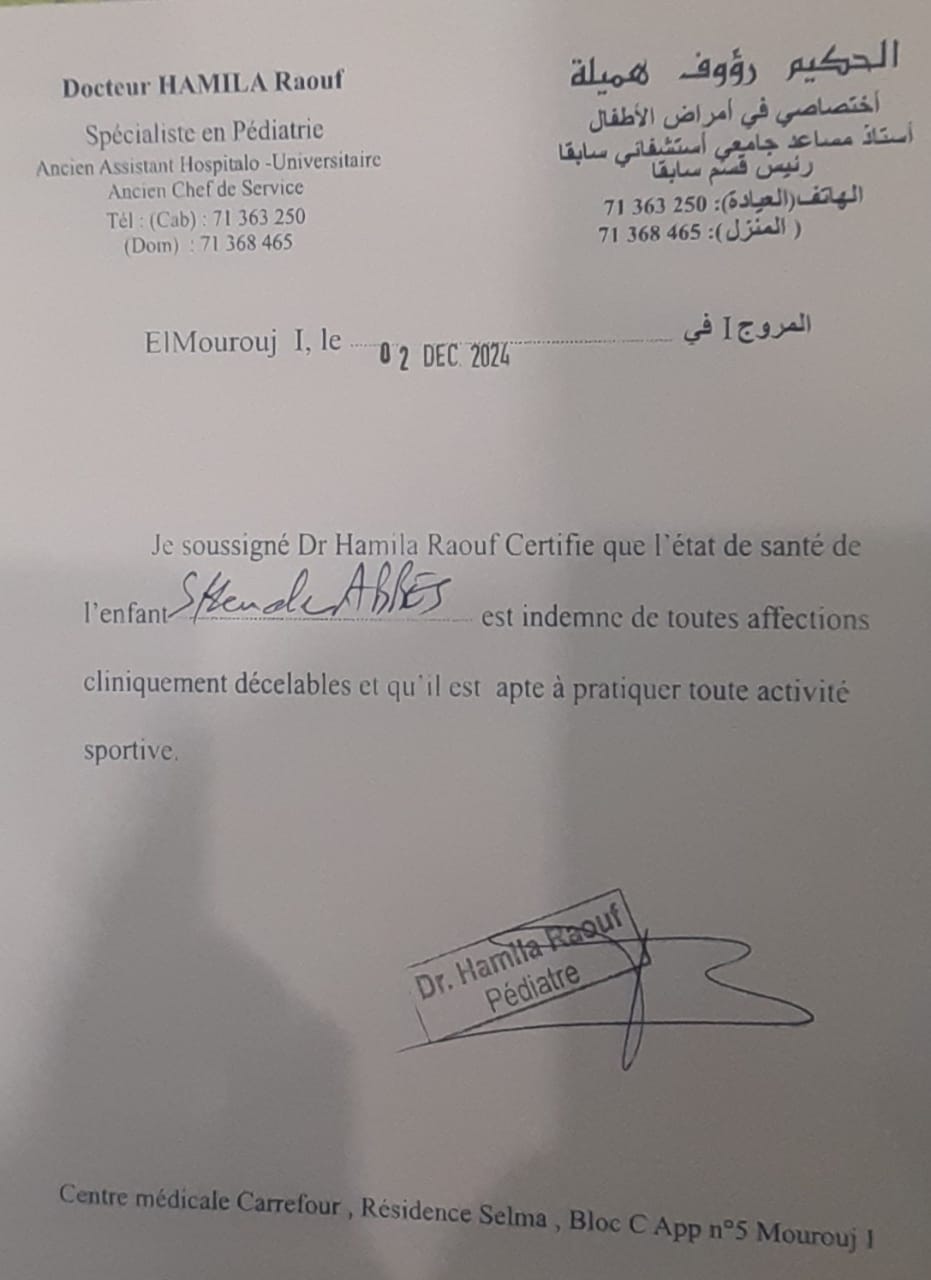 Docteur HAMILA Raouf
Spécialiste en Pédiatrie
Ancien Assistant Hospitalo -Universitaire
Ancien Chef de Service
Tél : (Cab) : 71 363 250
(Dom) : 71 368 465
الحكيم رؤوف هميلة
أختصاصي في أمراض الأطفال
أستاذ مساعد جامعي أستشفائي سابقا
رئيس قسم سابقا
الهاتف(العيادة): 250 363 71
(المنزل): 465 368 71
ElMourouj I, le 02 DEC. 2024 المروج I في
Je soussigné Dr Hamila Raouf Certifie que l'état de santé de
l'enfant ABBES est indemne de toutes affections
cliniquement décelables et qu'il est apte à pratiquer toute activité
sportive.
Dr. Hamila Raouf
Pédiatre
Centre médicale Carrefour , Résidence Selma , Bloc C App n°5 Mourouj I